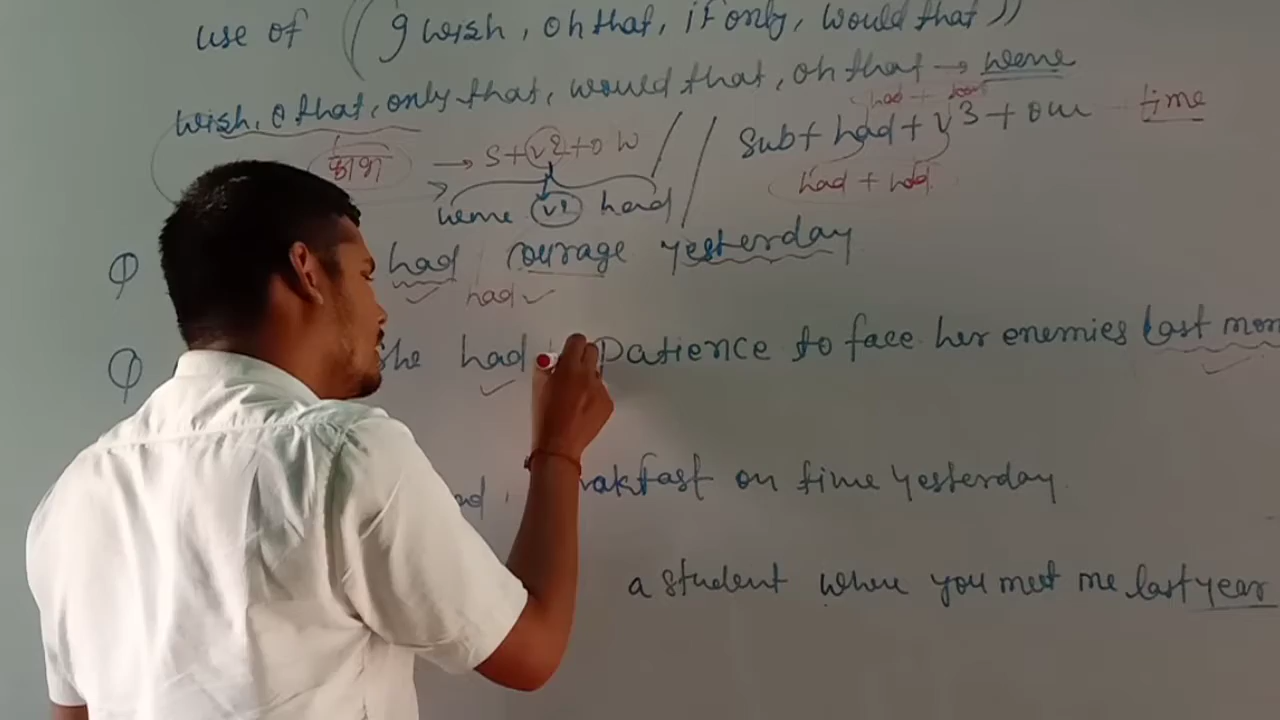 use of ((I wish, oh that, if only, would that))
wish, o that, only that, would that, oh that → were
had +
काश → S+v2+ow // Sub+ had + v3 + ow time
→ were v2 had had + had
Q had courage yesterday
had ✓
Q she had patience to face her enemies last mon
akfast on time yesterday
a student when you met me last year